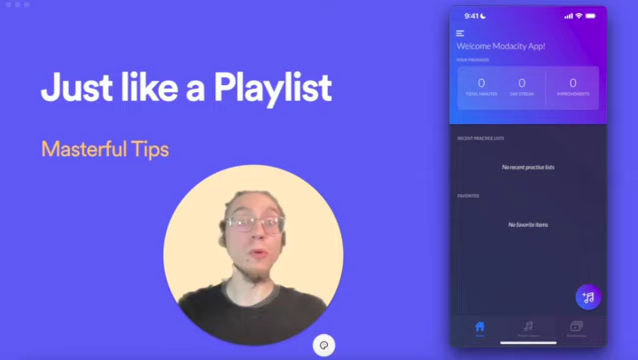 Just like a Playlist
Masterful Tips
9:41
Welcome Modacity App!
YOUR PROGRESS
0 0 0
TOTAL MINUTES DAY STREAK IMPROVEMENTS
RECENT PRACTICE LISTS
No recent practice lists
FAVORITES
No favorite items